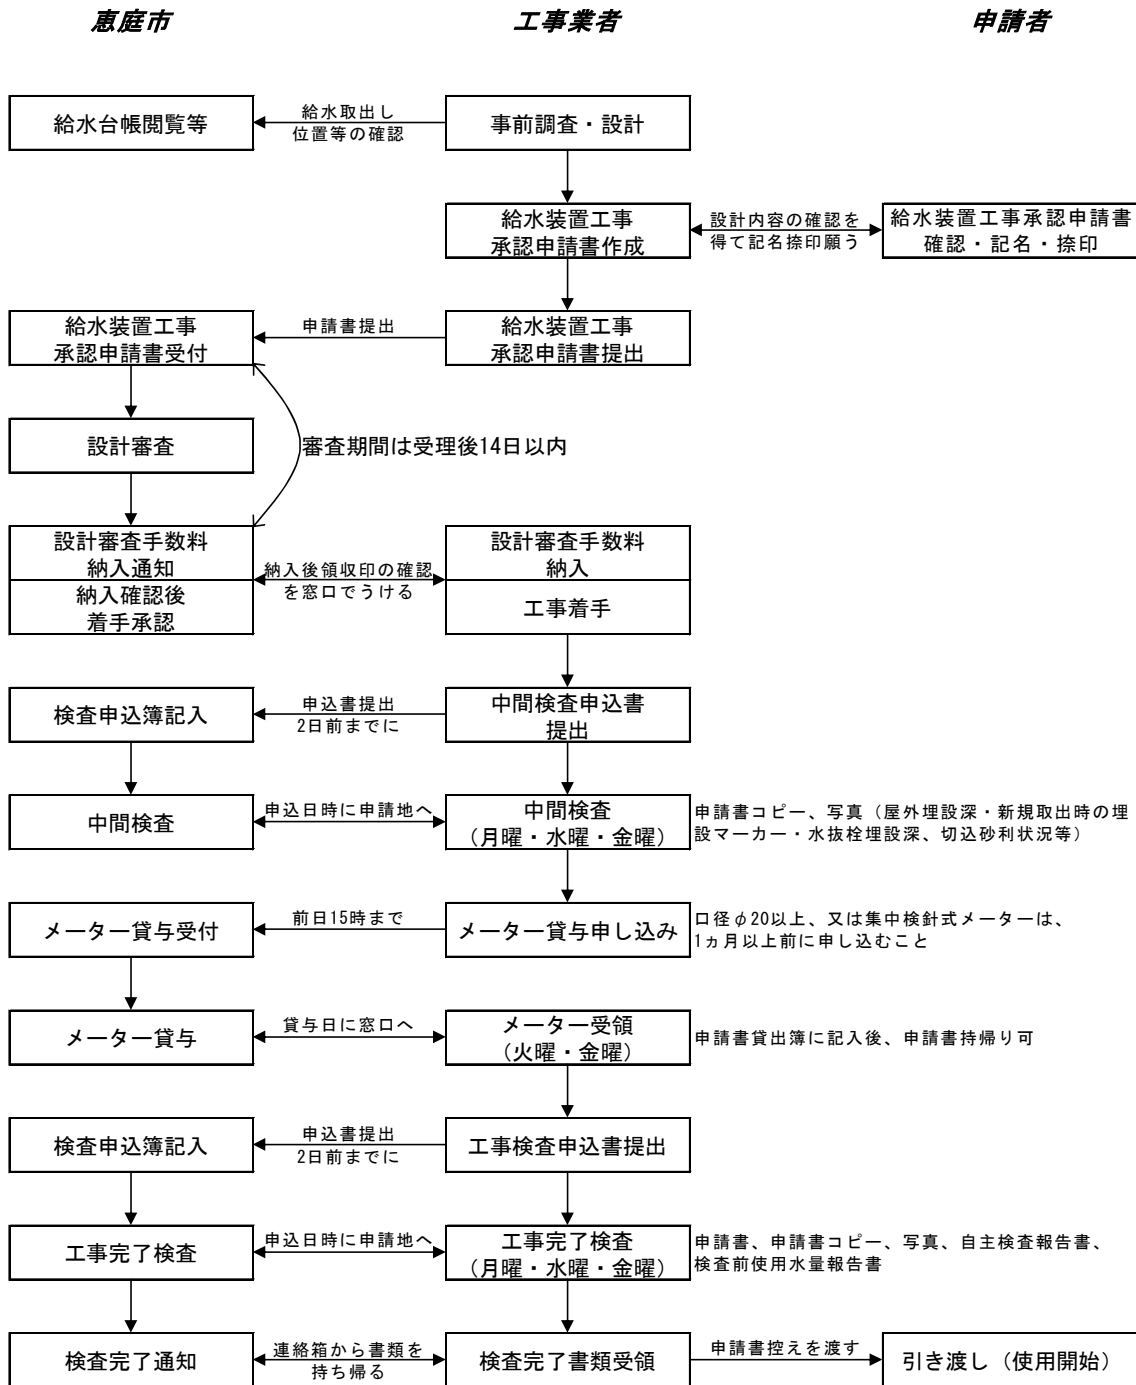 恵庭市
工事業者
申請者
給水台帳閲覧等
給水取出し
位置等の確認
事前調査・設計
給水装置工事
承認申請書作成
設計内容の確認を
得て記名捺印願う
給水装置工事承認申請書
確認・記名・捺印
給水装置工事
承認申請書受付
申請書提出
給水装置工事
承認申請書提出
設計審査
審査期間は受理後14日以内
設計審査手数料
納入通知
納入確認後
着手承認
納入後領収印の確認
を窓口でうける
設計審査手数料
納入
工事着手
検査申込簿記入
申込書提出
2日前までに
中間検査申込書
提出
中間検査
申込日時に申請地へ
中間検査
（月曜・水曜・金曜）
申請書コピー、写真（屋外埋設深・新規取出時の埋
設マーカー・水抜栓埋設深、切込砂利状況等）
メーター貸与受付
前日15時まで
メーター貸与申し込み
口径φ20以上、又は集中検針式メーターは、
1ヵ月以上前に申し込むこと
メーター貸与
貸与日に窓口へ
メーター受領
（火曜・金曜）
申請書貸出簿に記入後、申請書持帰り可
検査申込簿記入
申込書提出
2日前までに
工事検査申込書提出
工事完了検査
申込日時に申請地へ
工事完了検査
（月曜・水曜・金曜）
申請書、申請書コピー、写真、自主検査報告書、
検査前使用水量報告書
検査完了通知
連絡箱から書類を
持ち帰る
検査完了書類受領
申請書控えを渡す
引き渡し（使用開始）